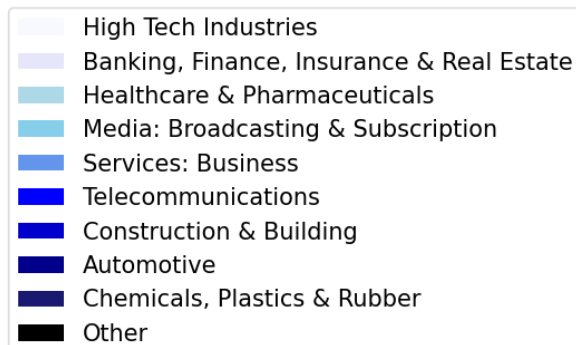 High Tech Industries
Banking, Finance, Insurance & Real Estate
Healthcare & Pharmaceuticals
Media: Broadcasting & Subscription
Services: Business
Telecommunications
Construction & Building
Automotive
Chemicals, Plastics & Rubber
Other